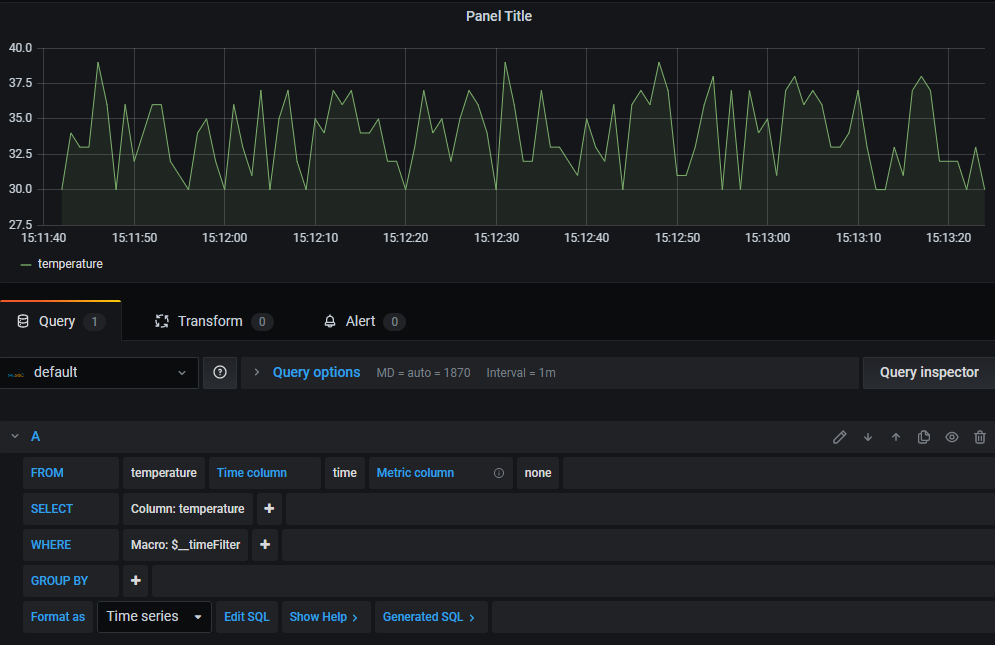 Panel Title
40.0
37.5
35.0
32.5
30.0
27.5
15:11:40 15:11:50 15:12:00 15:12:10 15:12:20 15:12:30 15:12:40 15:12:50 15:13:00 15:13:10 15:13:20
temperature
Query 1 Transform 0 Alert 0
default Query options MD = auto = 1870 Interval = 1m Query inspector
A
FROM temperature Time column time Metric column none
SELECT Column: temperature +
WHERE Macro: $__timeFilter +
GROUP BY +
Format as Time series Edit SQL Show Help > Generated SQL >